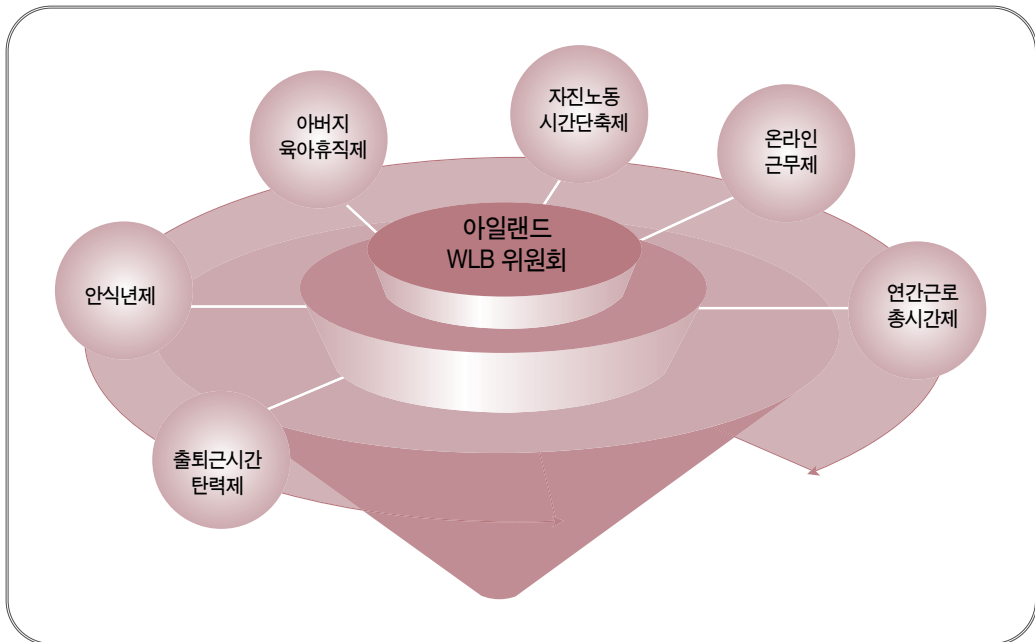 자진노동
시간단축제
아버지
육아휴직제
온라인
근무제
아일랜드
WLB 위원회
안식년제
연간근로
총시간제
출퇴근시간
탄력제